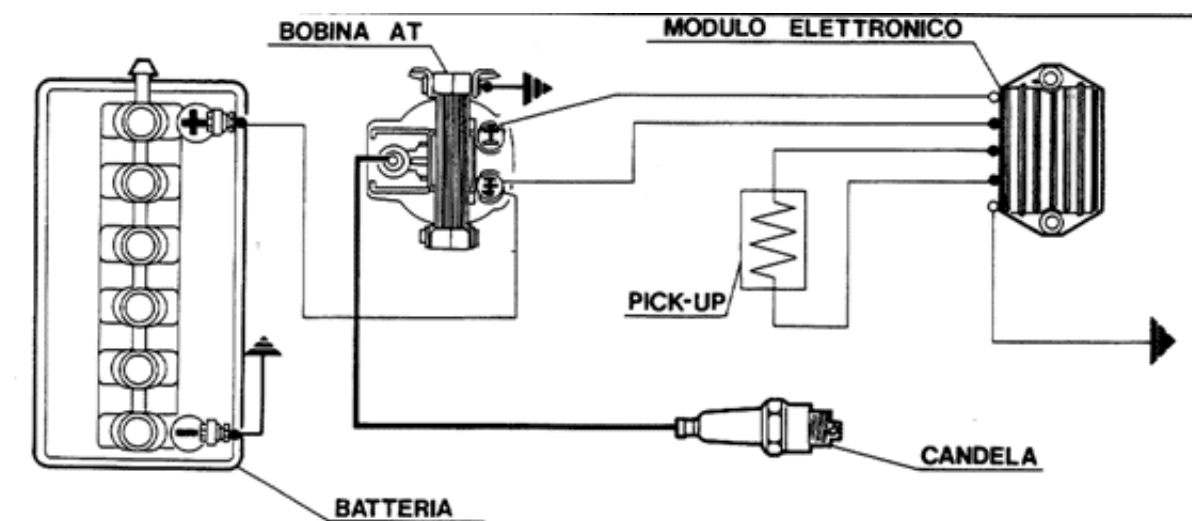 BOBINA AT
MODULO ELETTRONICO
+
PICK-UP
−
CANDELA
BATTERIA